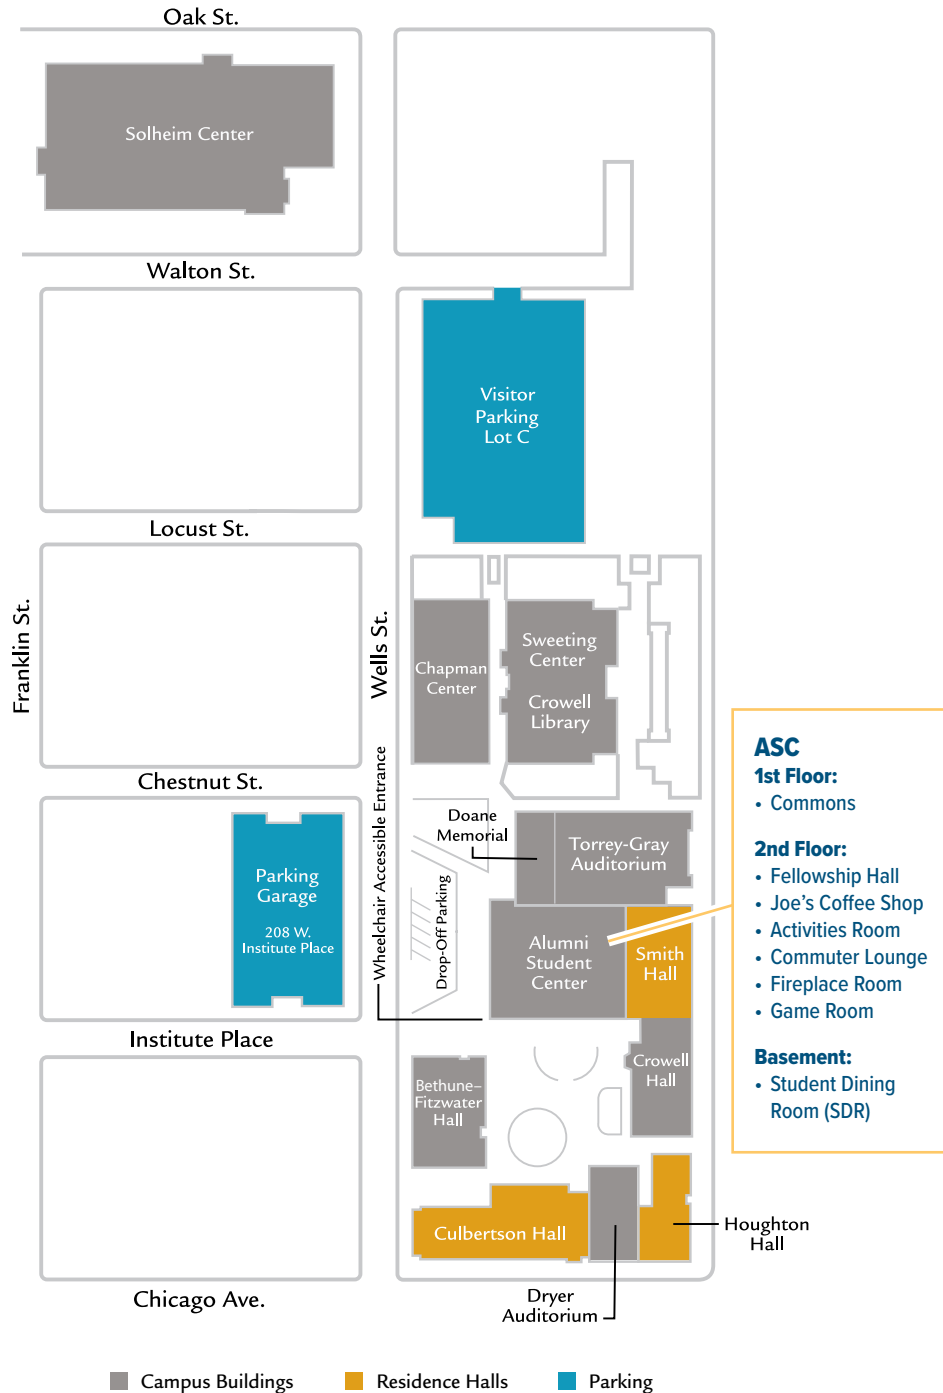 Oak St.
Solheim Center
Walton St.
Visitor
Parking
Lot C
Locust St.
Franklin St.
Wells St.
Chapman
Center
Sweeting
Center
Crowell
Library
Chestnut St.
Wheelchair Accessible Entrance
Doane
Memorial
Torrey-Gray
Auditorium
Parking
Garage
208 W.
Institute Place
Drop-Off Parking
Alumni
Student
Center
Smith
Hall
ASC
1st Floor:
• Commons
2nd Floor:
• Fellowship Hall
• Joe's Coffee Shop
• Activities Room
• Commuter Lounge
• Fireplace Room
• Game Room
Basement:
• Student Dining
Room (SDR)
Institute Place
Crowell
Hall
Bethune–
Fitzwater
Hall
Culbertson Hall
Houghton
Hall
Dryer
Auditorium
Chicago Ave.
Campus Buildings
Residence Halls
Parking